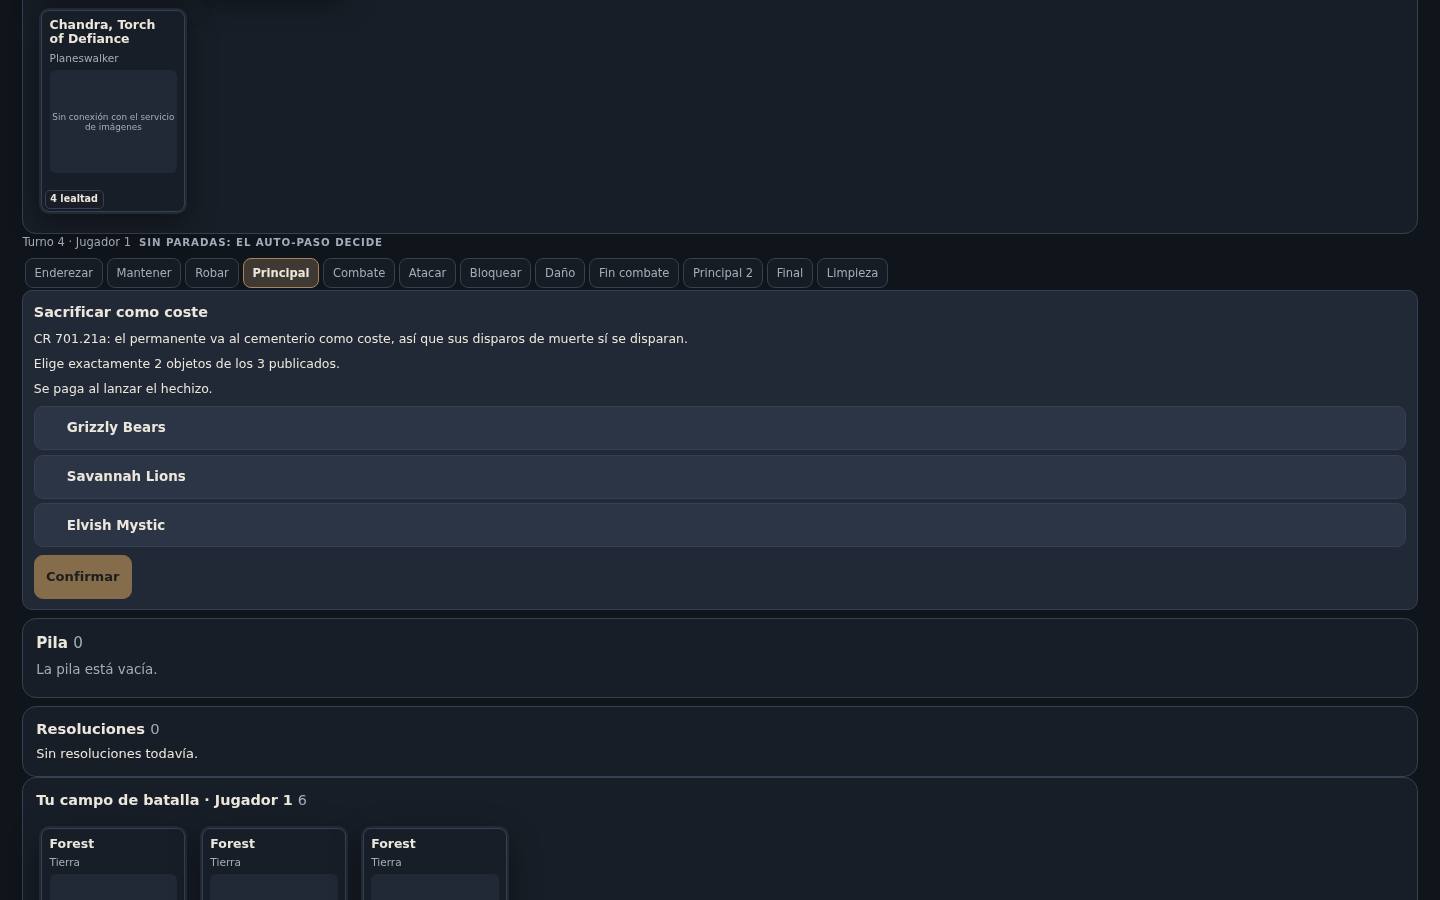 Chandra, Torch
of Defiance
Planeswalker
Sin conexión con el servicio
de imágenes
4 lealtad
Turno 4 · Jugador 1 SIN PARADAS: EL AUTO-PASO DECIDE
Enderezar Mantener Robar Principal Combate Atacar Bloquear Daño Fin combate Principal 2 Final Limpieza
Sacrificar como coste
CR 701.21a: el permanente va al cementerio como coste, así que sus disparos de muerte sí se disparan.
Elige exactamente 2 objetos de los 3 publicados.
Se paga al lanzar el hechizo.
Grizzly Bears
Savannah Lions
Elvish Mystic
Confirmar
Pila 0
La pila está vacía.
Resoluciones 0
Sin resoluciones todavía.
Tu campo de batalla · Jugador 1 6
Forest Forest Forest
Tierra Tierra Tierra